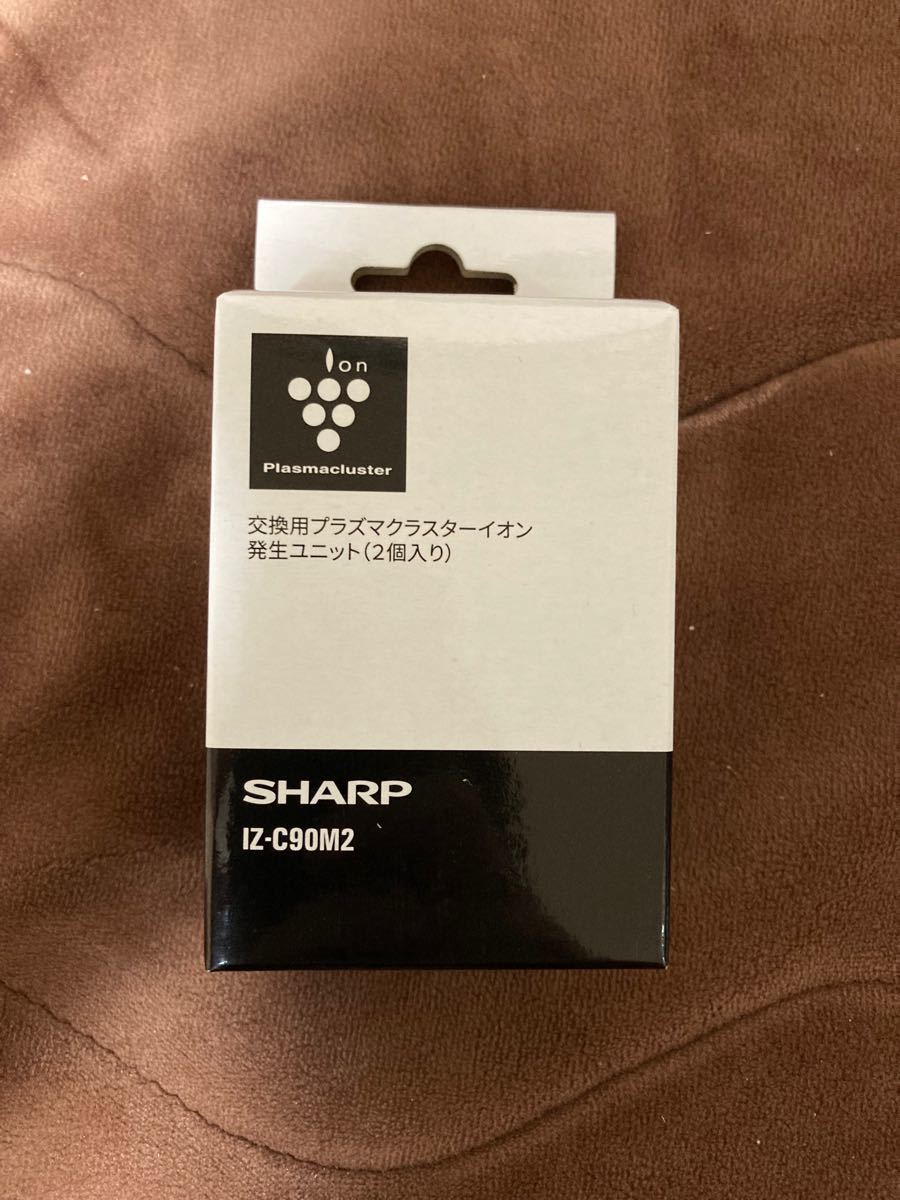 Ion
Plasmacluster
交換用プラズマクラスターイオン
発生ユニット(2個入り)
SHARP
IZ-C90M2